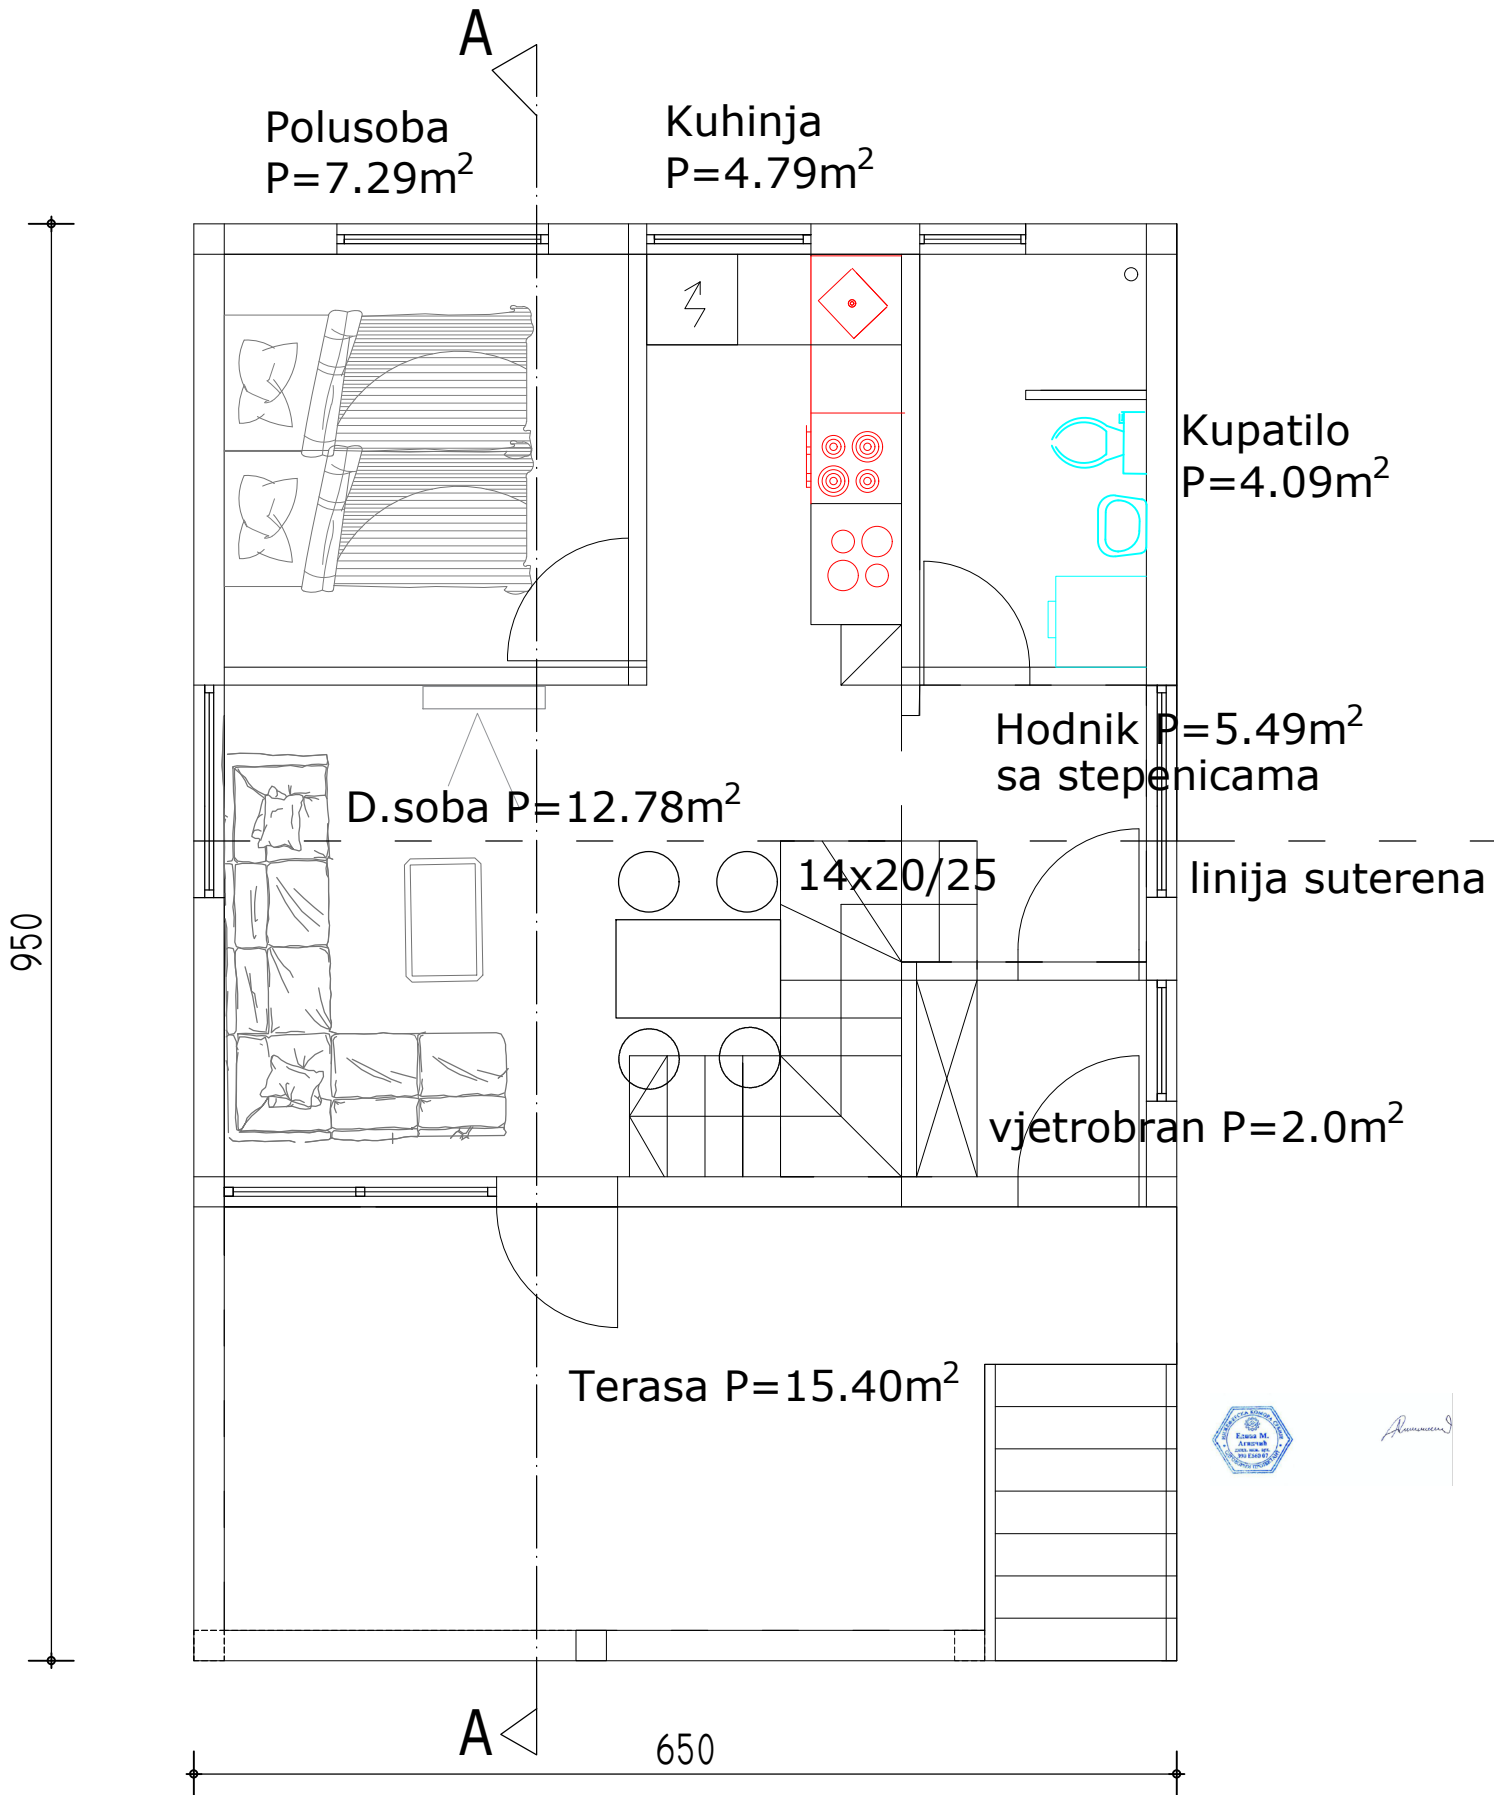 A
Polusoba
P=7.29m²
Kuhinja
P=4.79m²
Kupatilo
P=4.09m²
Hodnik P=5.49m²
sa stepenicama
D.soba P=12.78m²
14x20/25
linija suterena
950
vjetrobran P=2.0m²
Terasa P=15.40m²
A
650